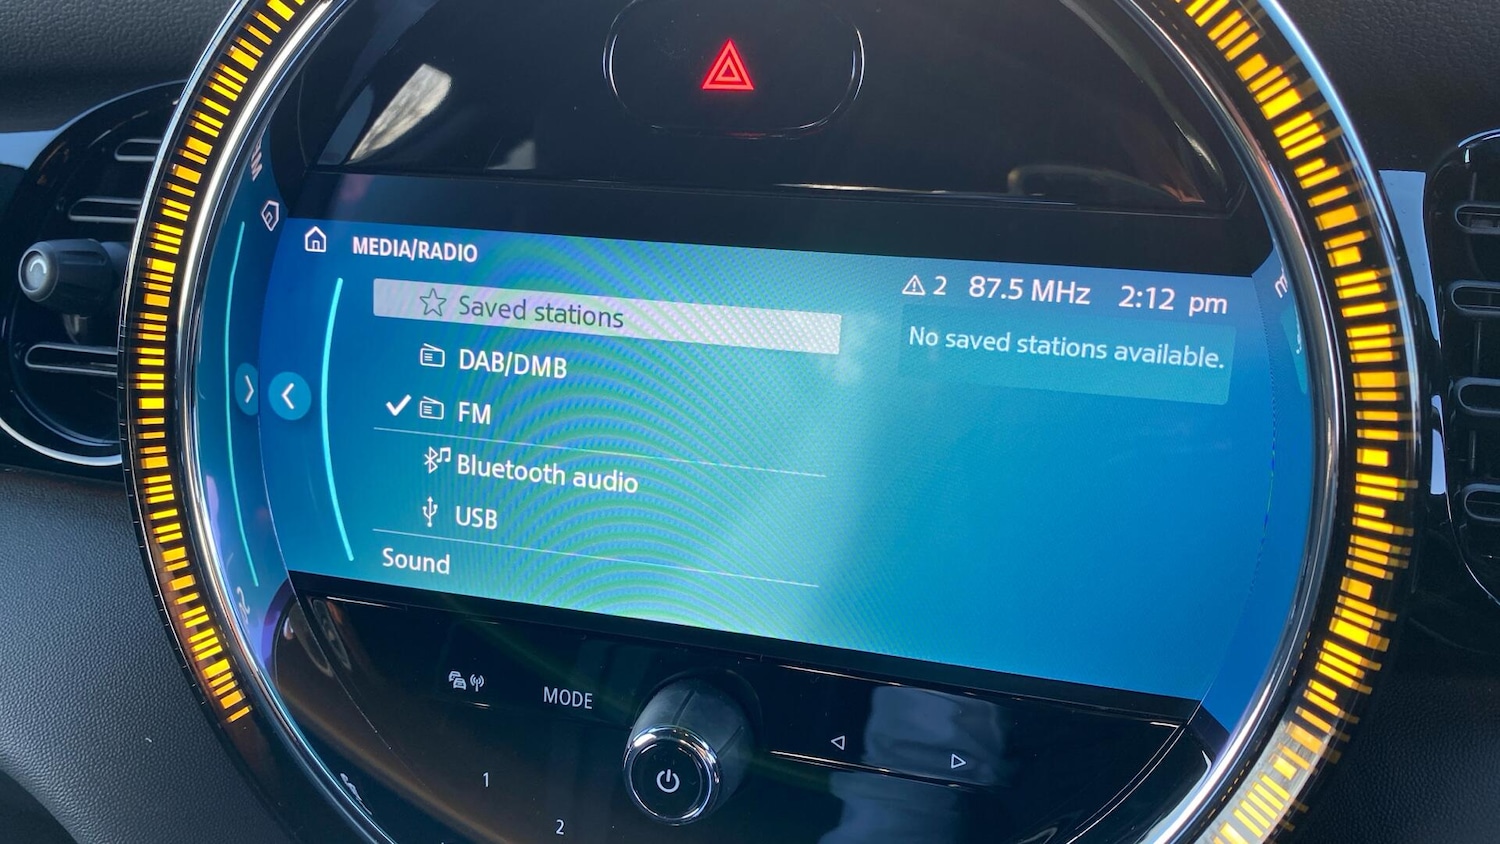 MEDIA/RADIO
2 87.5 MHz 2:12 pm
Saved stations
No saved stations available.
DAB/DMB
FM
Bluetooth audio
USB
Sound
MODE
1
2